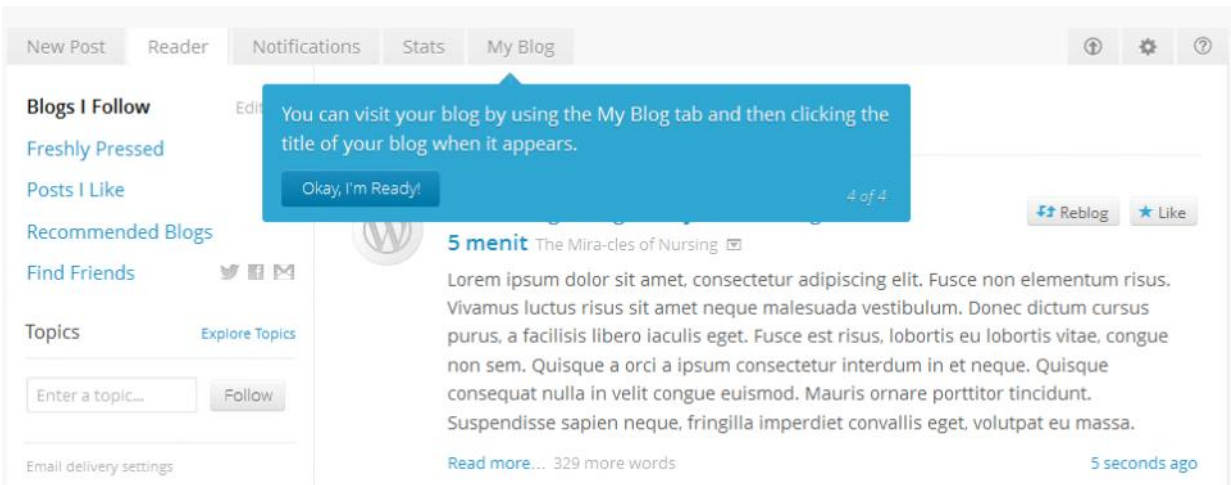 New Post Reader Notifications Stats My Blog
Blogs I Follow
Freshly Pressed
Posts I Like
Recommended Blogs
Find Friends
Topics Explore Topics
Enter a topic... Follow
Email delivery settings
You can visit your blog by using the My Blog tab and then clicking the
title of your blog when it appears.
Okay, I'm Ready! 4 of 4
Reblog Like
5 menit The Mira-cles of Nursing
Lorem ipsum dolor sit amet, consectetur adipiscing elit. Fusce non elementum risus.
Vivamus luctus risus sit amet neque malesuada vestibulum. Donec dictum cursus
purus, a facilisis libero iaculis eget. Fusce est risus, lobortis eu lobortis vitae, congue
non sem. Quisque a orci a ipsum consectetur interdum in et neque. Quisque
consequat nulla in velit congue euismod. Mauris ornare porttitor tincidunt.
Suspendisse sapien neque, fringilla imperdiet convallis eget, volutpat eu massa.
Read more... 329 more words 5 seconds ago